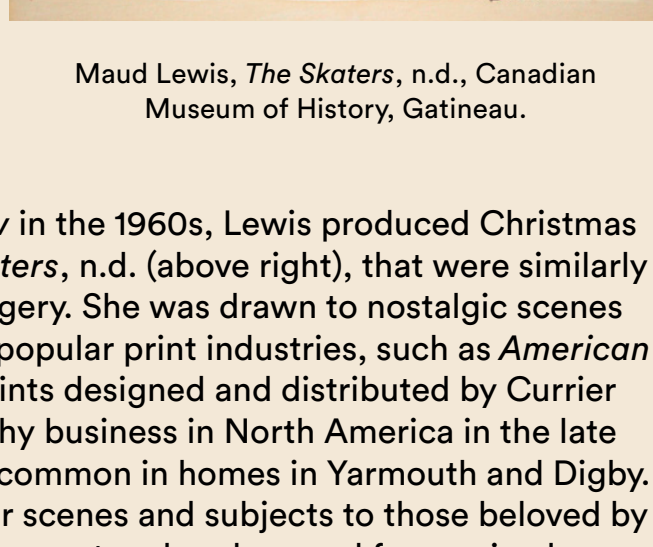 Maud Lewis, The Skaters, n.d., Canadian
Museum of History, Gatineau.
in the 1960s, Lewis produced Christmas
ters, n.d. (above right), that were similarly
gery. She was drawn to nostalgic scenes
popular print industries, such as American
ints designed and distributed by Currier
hy business in North America in the late
common in homes in Yarmouth and Digby.
r scenes and subjects to those beloved by